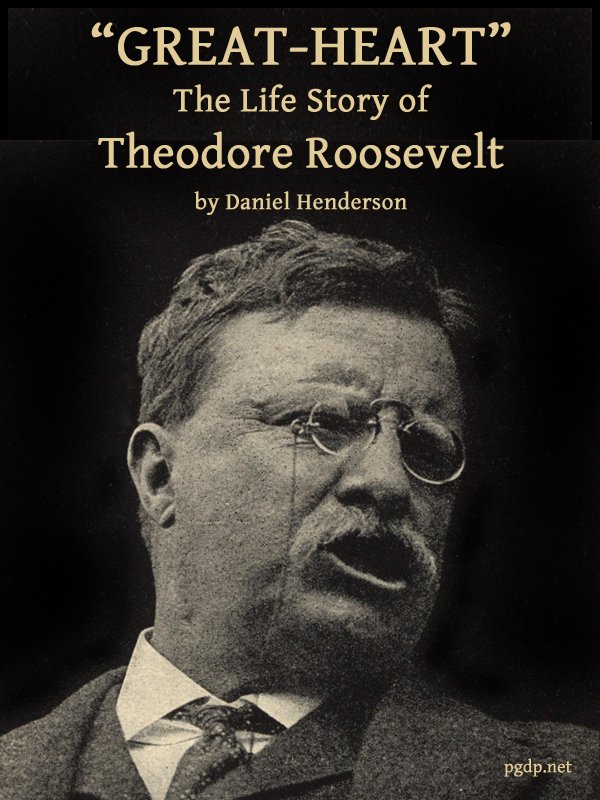 “GREAT-HEART”
The Life Story of
Theodore Roosevelt
by Daniel Henderson
pgdp.net